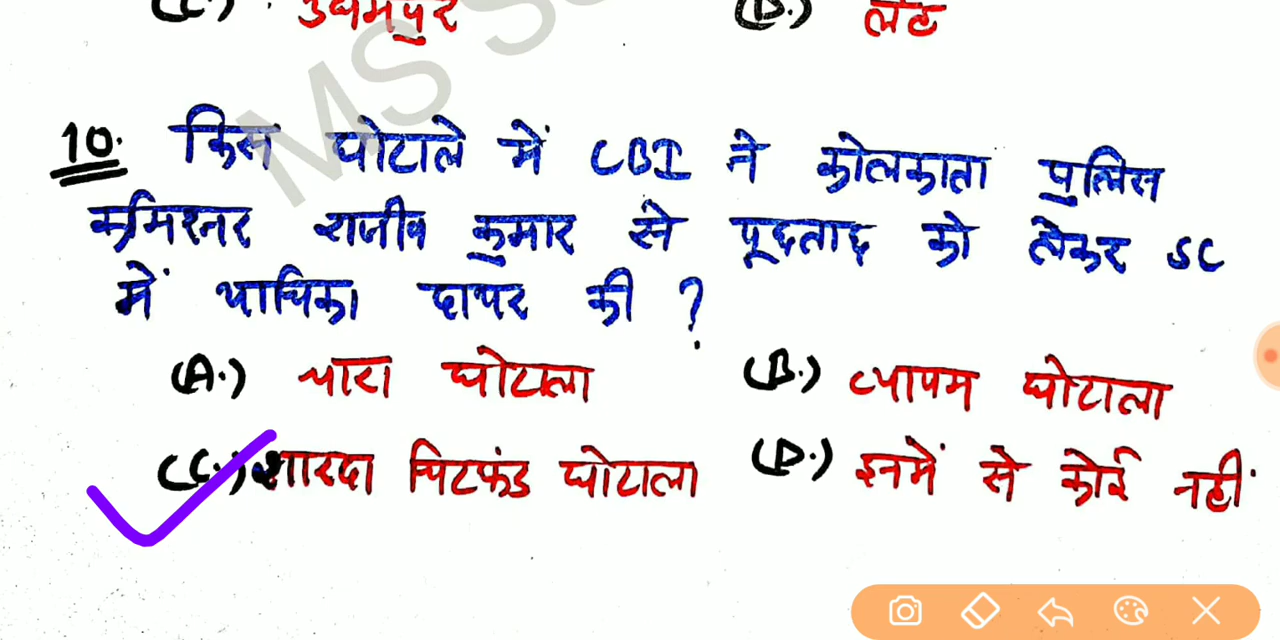 (C.) उधमपुर (D.) लेह
10. किस घोटाले में CBI ने कोलकाता पुलिस
कमिश्नर राजीव कुमार से पूछताछ को लेकर SC
में याचिका दायर की ?
(A.) चारा घोटाला (B.) व्यापम घोटाला
(C.) शारदा चिटफंड घोटाला (D.) इनमें से कोई नहीं